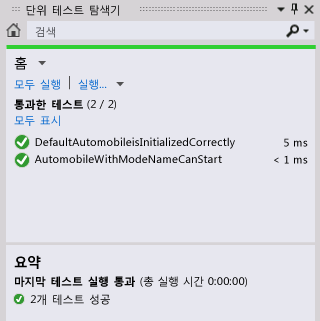 단위 테스트 탐색기
검색
홈
모두 실행 | 실행...
통과한 테스트 (2 / 2)
모두 표시
DefaultAutomobileisInitializedCorrectly 5 ms
AutomobileWithModeNameCanStart < 1 ms
요약
마지막 테스트 실행 통과 (총 실행 시간 0:00:00)
2개 테스트 성공